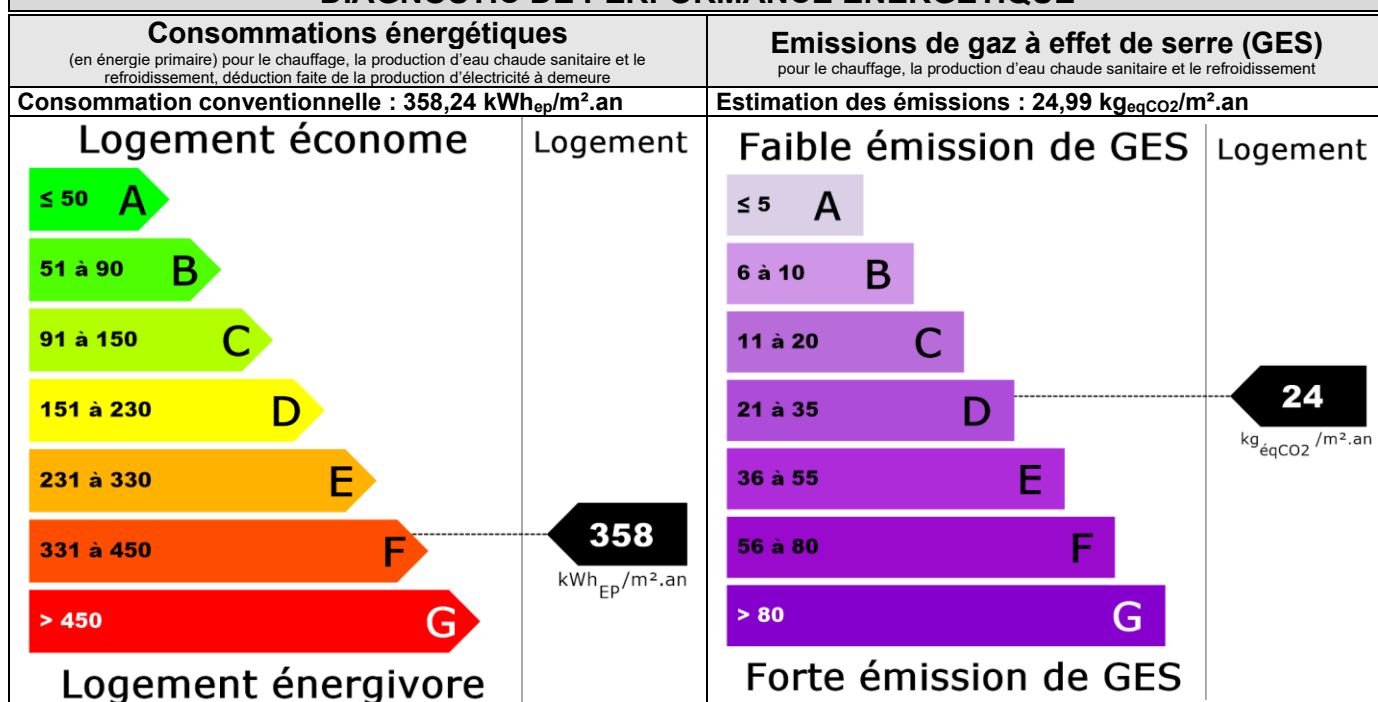 DIAGNOSTIC DE PERFORMANCE ENERGETIQUE
Consommations énergétiques
(en énergie primaire) pour le chauffage, la production d'eau chaude sanitaire et le
refroidissement, déduction faite de la production d'électricité à demeure
Consommation conventionnelle : 358,24 kWhep/m².an
Logement économe
Logement
≤ 50 A
51 à 90 B
91 à 150 C
151 à 230 D
231 à 330 E
331 à 450 F
> 450 G
358
kWhEP/m².an
Logement énergivore
Emissions de gaz à effet de serre (GES)
pour le chauffage, la production d'eau chaude sanitaire et le refroidissement
Estimation des émissions : 24,99 kgeqCO2/m².an
Faible émission de GES
Logement
≤ 5 A
6 à 10 B
11 à 20 C
21 à 35 D
36 à 55 E
56 à 80 F
> 80 G
24
kgéqCO2 /m².an
Forte émission de GES